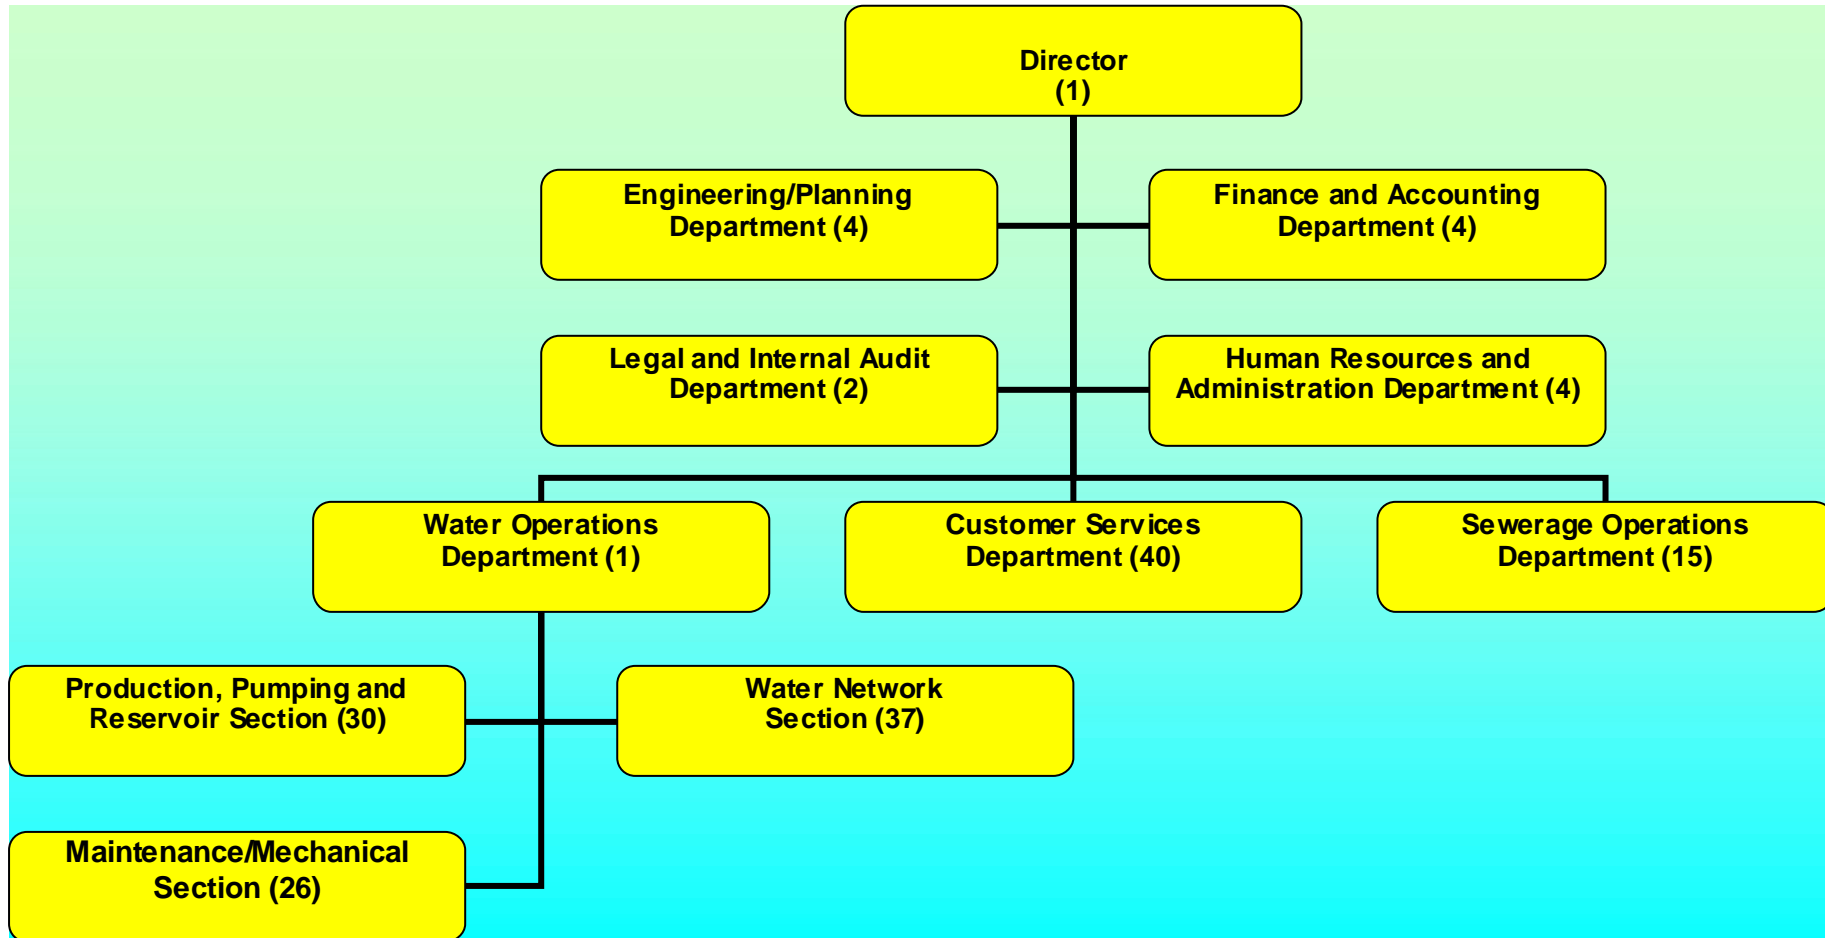 Director
(1)
Engineering/Planning
Department (4)
Finance and Accounting
Department (4)
Legal and Internal Audit
Department (2)
Human Resources and
Administration Department (4)
Water Operations
Department (1)
Customer Services
Department (40)
Sewerage Operations
Department (15)
Production, Pumping and
Reservoir Section (30)
Water Network
Section (37)
Maintenance/Mechanical
Section (26)